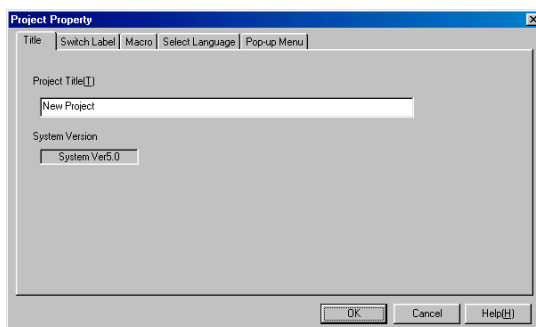 Project Property
Title Switch Label Macro Select Language Pop-up Menu
Project Title(T)
New Project
System Version
System Ver5.0
OK Cancel Help(H)